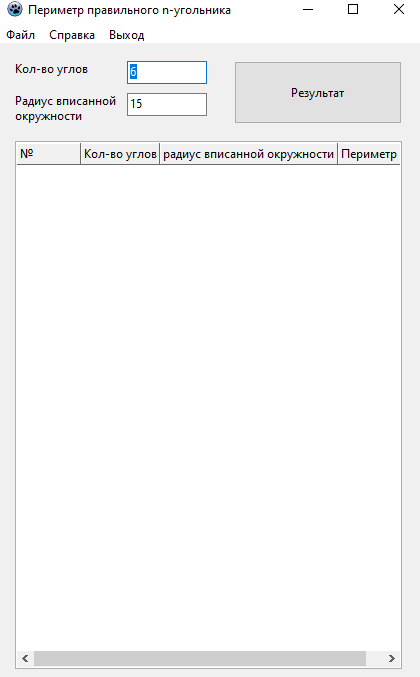 Периметр правильного n-угольника
Файл Справка Выход
Кол-во углов 6
Результат
Радиус вписанной
окружности 15
№ Кол-во углов радиус вписанной окружности Периметр